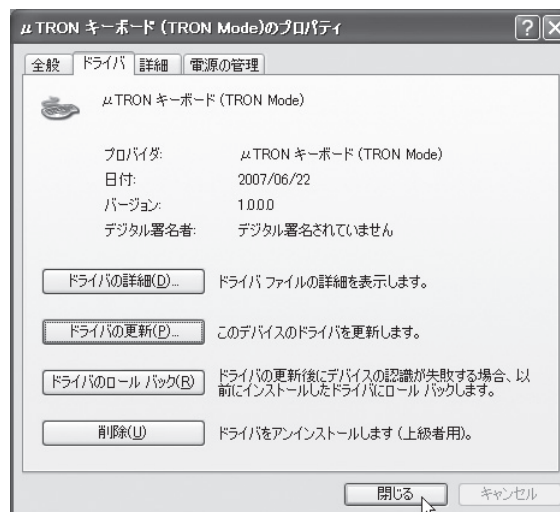 μTRON キーボード (TRON Mode)のプロパティ
全般 ドライバ 詳細 電源の管理
μTRON キーボード (TRON Mode)
プロバイダ: μTRON キーボード (TRON Mode)
日付: 2007/06/22
バージョン: 1.0.0.0
デジタル署名者: デジタル署名されていません
ドライバの詳細(D)... ドライバ ファイルの詳細を表示します。
ドライバの更新(P)... このデバイスのドライバを更新します。
ドライバのロール バック(R) ドライバの更新後にデバイスの認識が失敗する場合、以
前にインストールしたドライバにロール バックします。
削除(U) ドライバをアンインストールします (上級者用)。
閉じる キャンセル